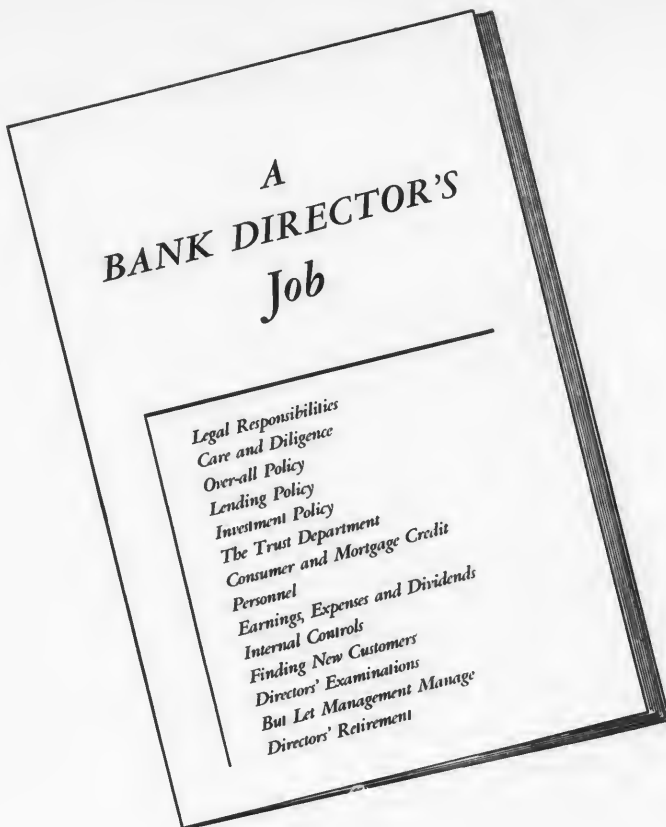 A
BANK DIRECTOR'S
Job
Legal Responsibilities
Care and Diligence
Over-all Policy
Lending Policy
Investment Policy
The Trust Department
Consumer and Mortgage Credit
Personnel
Earnings, Expenses and Dividends
Internal Controls
Finding New Customers
Directors' Examinations
But Let Management Manage
Directors' Retirement